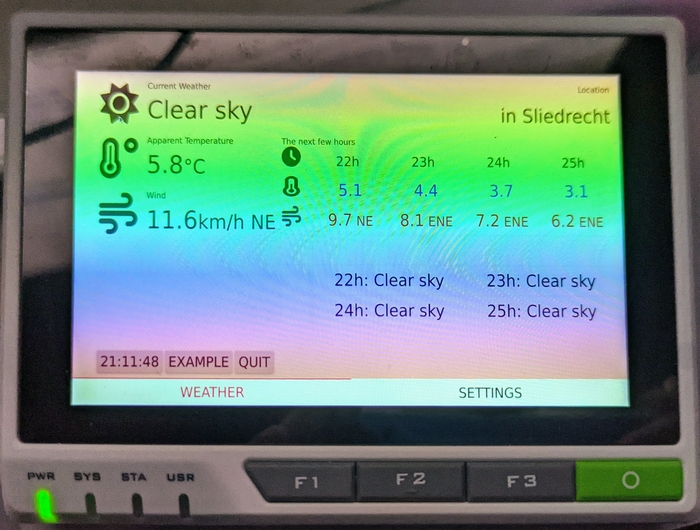 Current Weather
Clear sky
Location
in Sliedrecht
Apparent Temperature
5.8°C
The next few hours
22h 23h 24h 25h
5.1 4.4 3.7 3.1
Wind
11.6km/h NE
9.7 NE 8.1 ENE 7.2 ENE 6.2 ENE
22h: Clear sky 23h: Clear sky
24h: Clear sky 25h: Clear sky
21:11:48 EXAMPLE QUIT
WEATHER SETTINGS
PWR SYS STA USR
F1 F2 F3 O